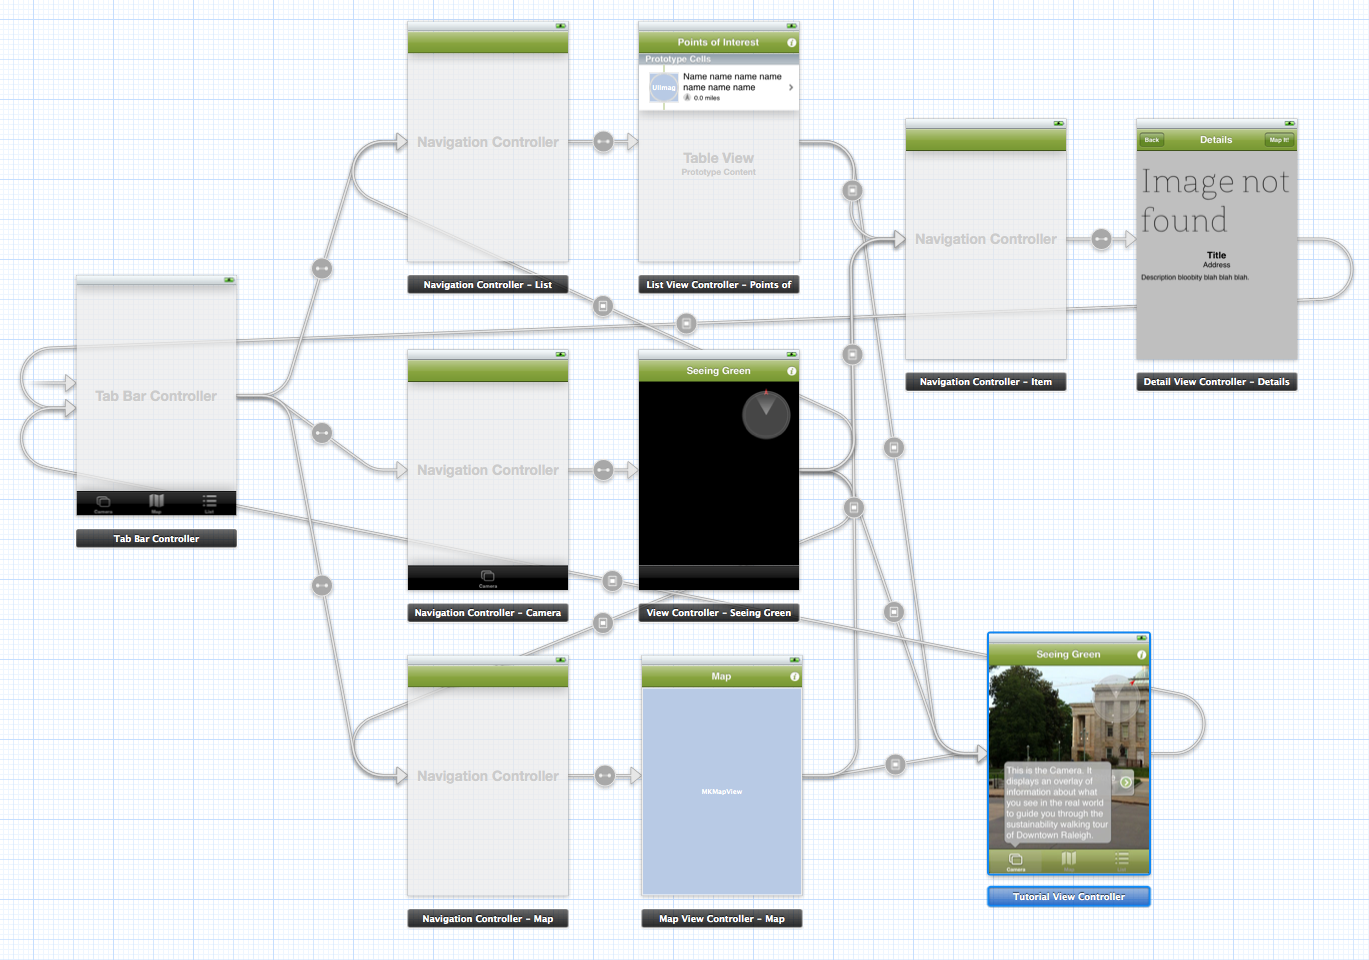 Points of Interest
Prototype Cells
UIImag
Name name name name
name name name
0.0 miles
Navigation Controller
Table View
Prototype Content
Navigation Controller - List
List View Controller - Points of
Back
Details
Map It!
Image not
found
Title
Address
Description blocbity blah blah blah.
Navigation Controller
Navigation Controller - Item
Detail View Controller - Details
Tab Bar Controller
Camera
Map
List
Tab Bar Controller
Seeing Green
Navigation Controller
Camera
Navigation Controller - Camera
View Controller - Seeing Green
Map
Navigation Controller
MKMapView
Navigation Controller - Map
Map View Controller - Map
Seeing Green
This is the Camera. It
displays an overlay of
information about what
you see in the real world
to guide you through the
sustainability walking tour
of Downtown Raleigh.
Camera
Tutorial View Controller